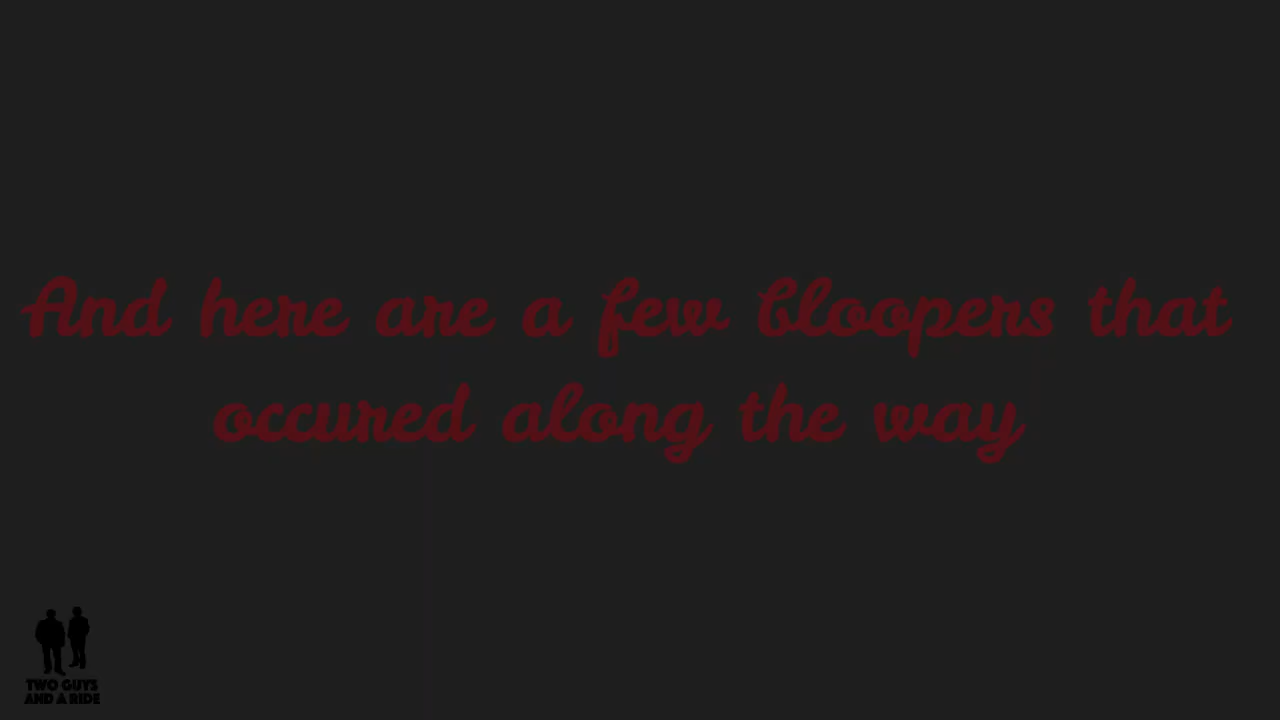 And here are a few bloopers that
occured along the way
TWO GUYS
AND A RIDE